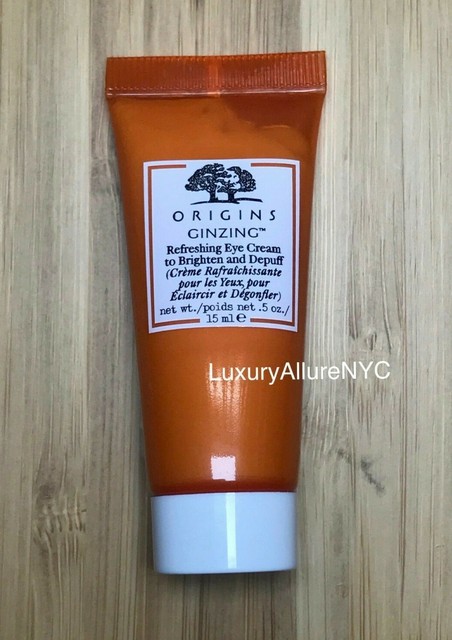 ORIGINS
GINZING™
Refreshing Eye Cream
to Brighten and Depuff
(Crème Rafraîchissante
pour les Yeux, pour
Éclaircir et Dégonfler)
net wt./poids net .5 oz./
15 ml e
LuxuryAllureNYC